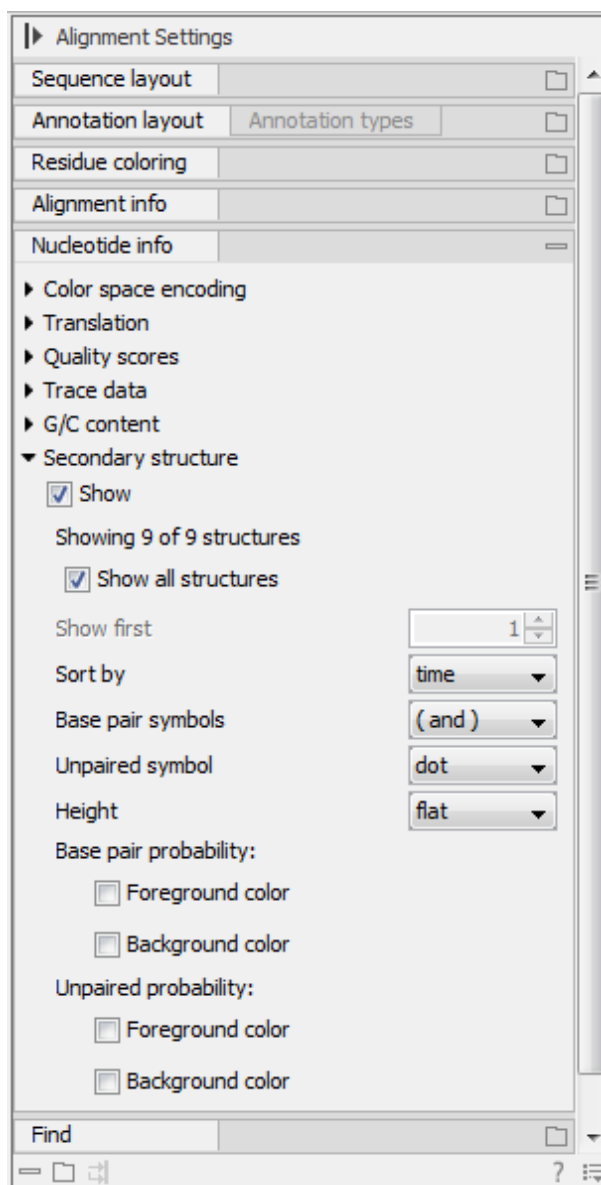 Alignment Settings
Sequence layout
Annotation layout Annotation types
Residue coloring
Alignment info
Nucleotide info
Color space encoding
Translation
Quality scores
Trace data
G/C content
Secondary structure
Show
Showing 9 of 9 structures
Show all structures
Show first 1
Sort by time
Base pair symbols ( and )
Unpaired symbol dot
Height flat
Base pair probability:
Foreground color
Background color
Unpaired probability:
Foreground color
Background color
Find
?